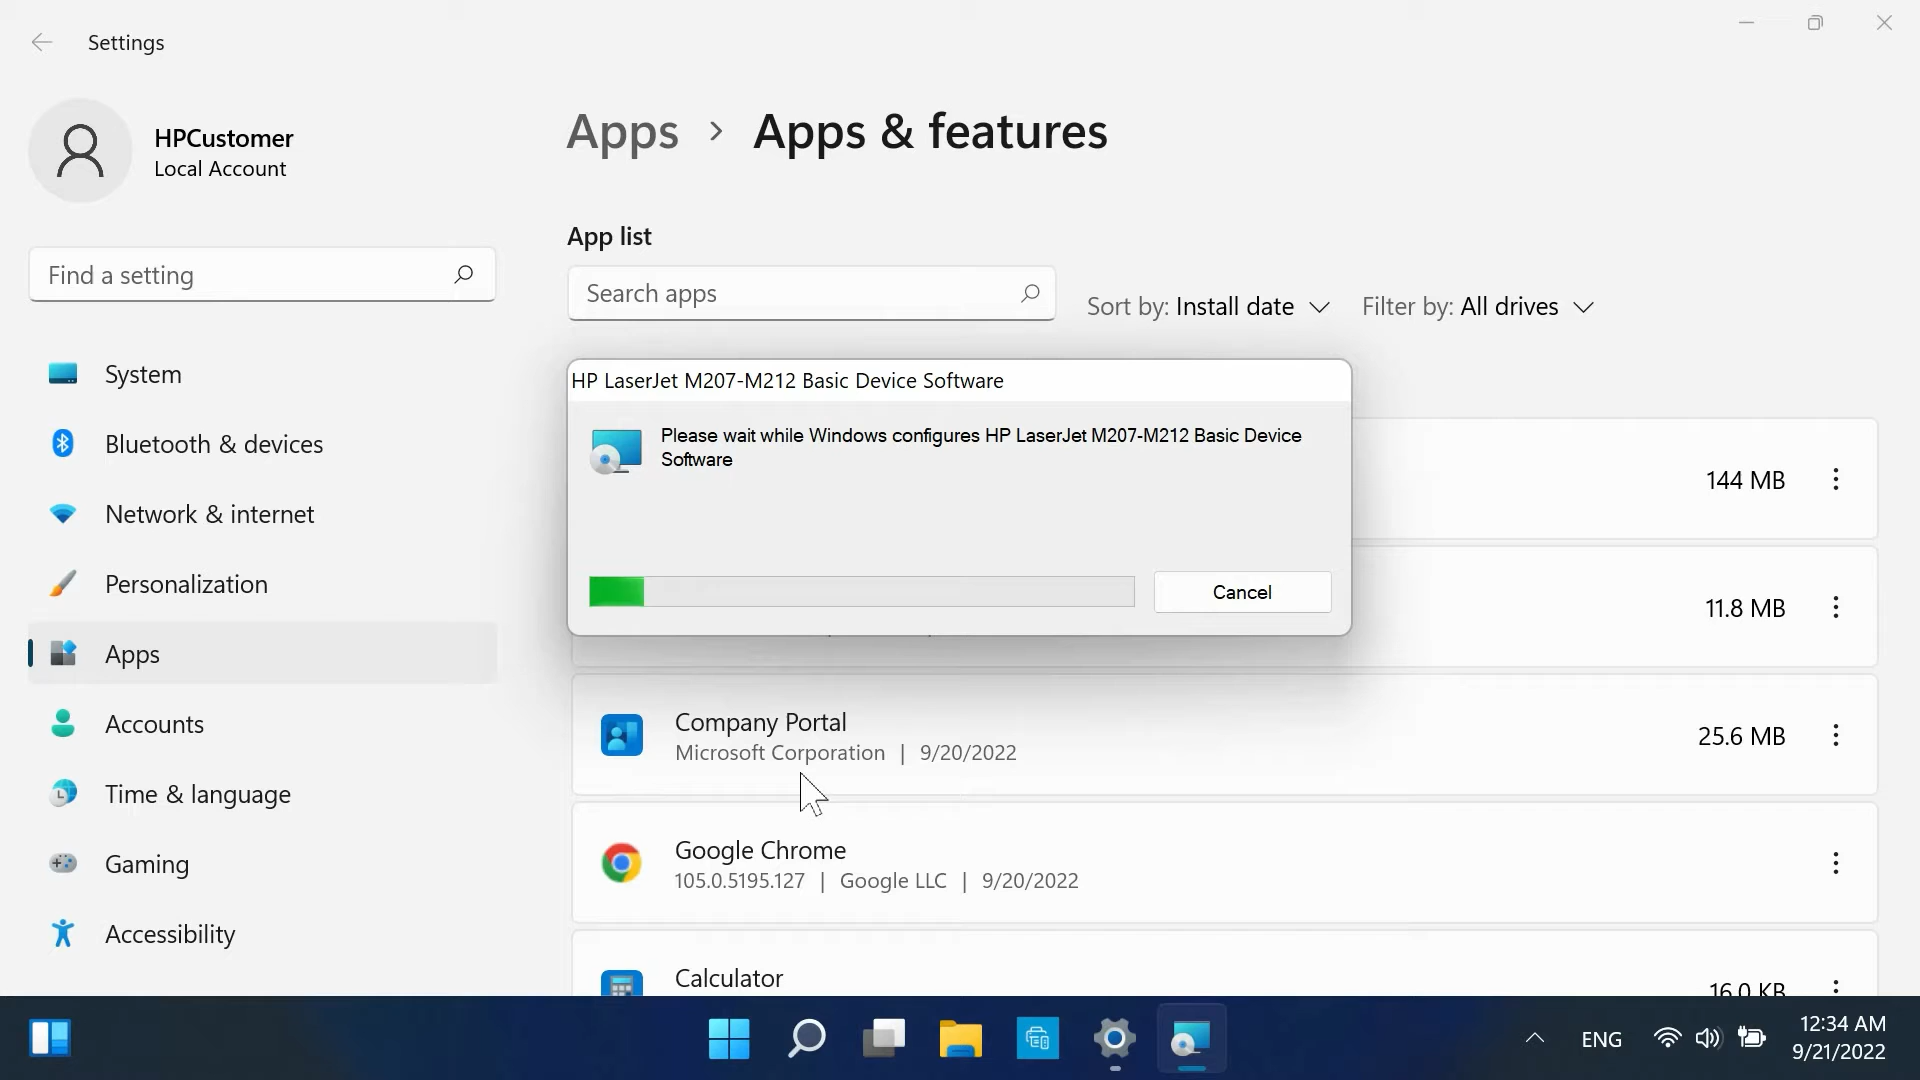 Settings
HPCustomer
Local Account
Find a setting
System
Bluetooth & devices
Network & internet
Personalization
Apps
Accounts
Time & language
Gaming
Accessibility
Apps > Apps & features
App list
Search apps
Sort by: Install date
Filter by: All drives
HP LaserJet M207-M212 Basic Device Software
Please wait while Windows configures HP LaserJet M207-M212 Basic Device
Software
Cancel
144 MB
11.8 MB
Company Portal
Microsoft Corporation | 9/20/2022
25.6 MB
Google Chrome
105.0.5195.127 | Google LLC | 9/20/2022
Calculator
16.0 KB
ENG
12:34 AM
9/21/2022